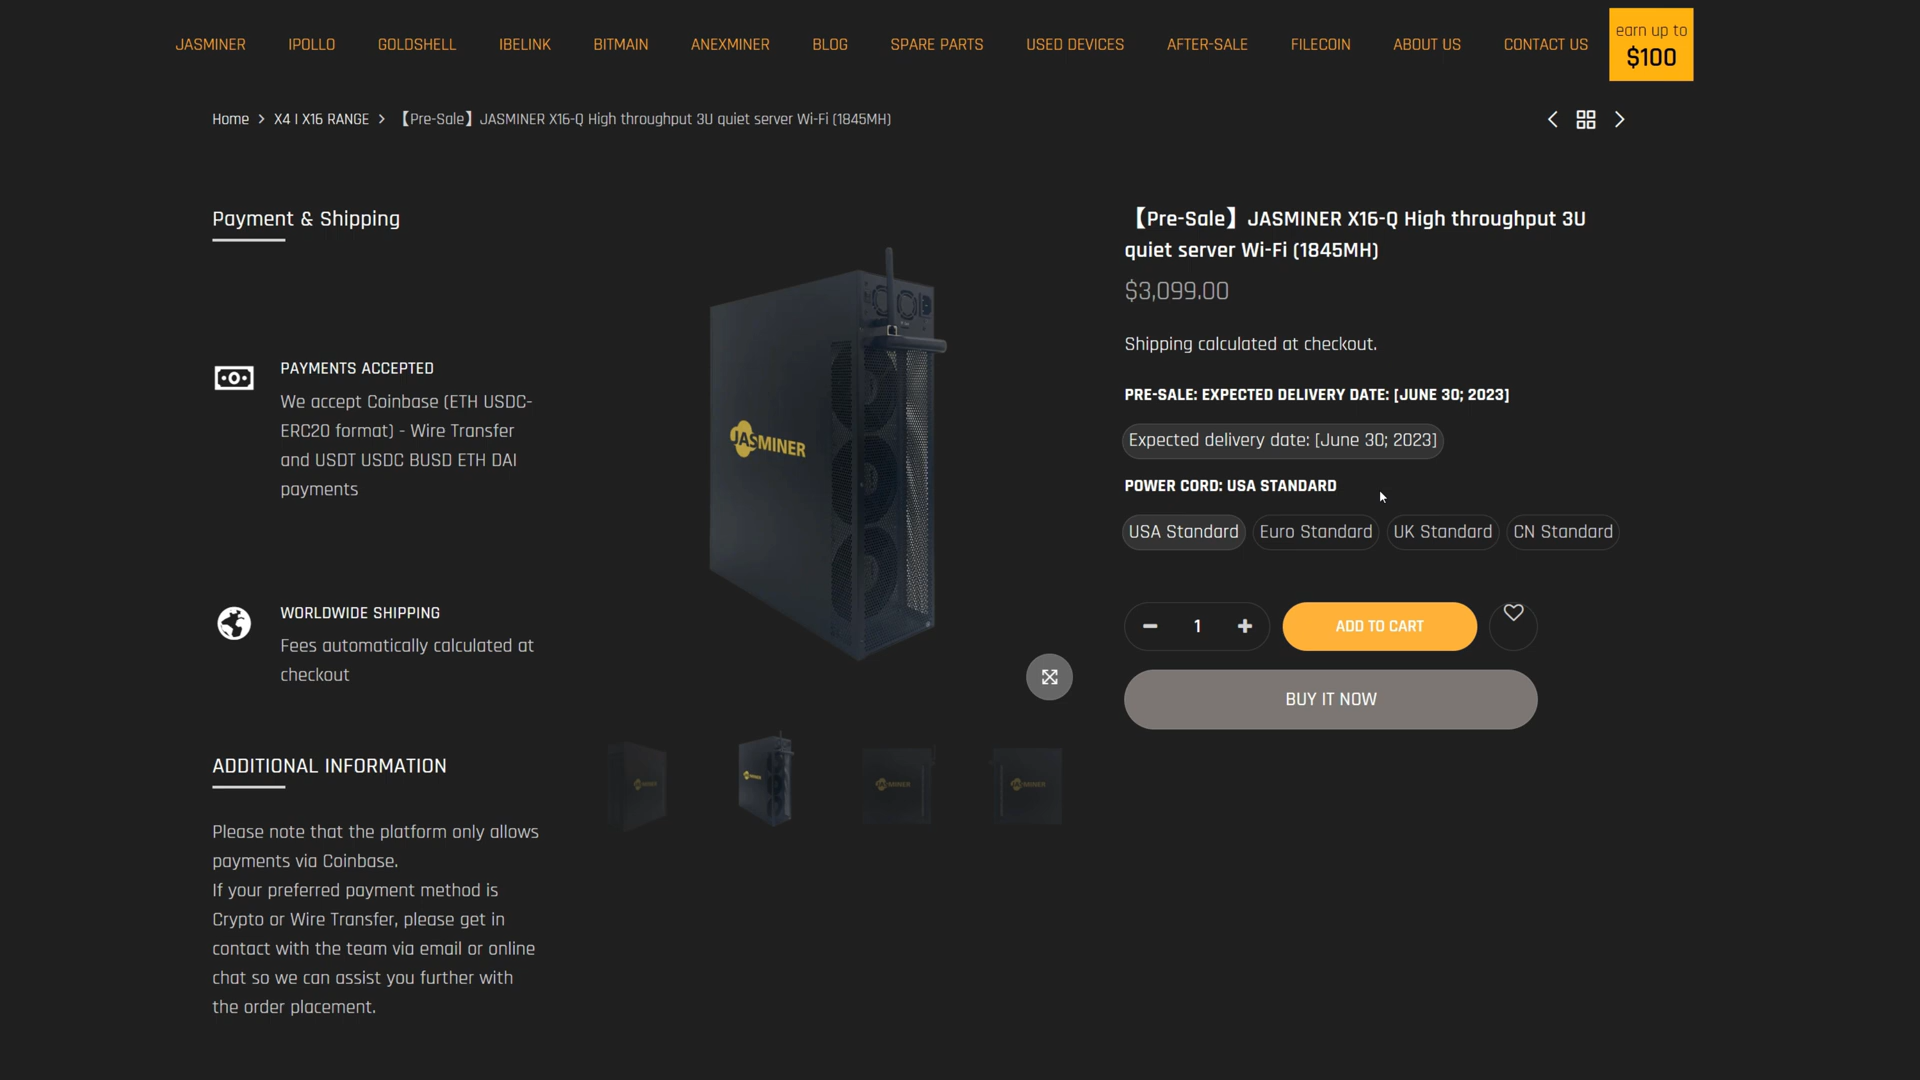 JASMINER IPOLLO GOLDSHELL IBELINK BITMAIN ANEXMINER BLOG SPARE PARTS USED DEVICES AFTER-SALE FILECOIN ABOUT US CONTACT US
earn up to
$100
Home > X4 I X16 RANGE > 【Pre-Sale】JASMINER X16-Q High throughput 3U quiet server Wi-Fi (1845MH)
Payment & Shipping
PAYMENTS ACCEPTED
We accept Coinbase (ETH USDC-
ERC20 format) - Wire Transfer
and USDT USDC BUSD ETH DAI
payments
WORLDWIDE SHIPPING
Fees automatically calculated at
checkout
ADDITIONAL INFORMATION
Please note that the platform only allows
payments via Coinbase.
If your preferred payment method is
Crypto or Wire Transfer, please get in
contact with the team via email or online
chat so we can assist you further with
the order placement.
JASMINER
JASMINER
JASMINER
JASMINER
JASMINER
【Pre-Sale】JASMINER X16-Q High throughput 3U
quiet server Wi-Fi (1845MH)
$3,099.00
Shipping calculated at checkout.
PRE-SALE: EXPECTED DELIVERY DATE: [JUNE 30; 2023]
Expected delivery date: [June 30; 2023]
POWER CORD: USA STANDARD
USA Standard Euro Standard UK Standard CN Standard
1
ADD TO CART
BUY IT NOW